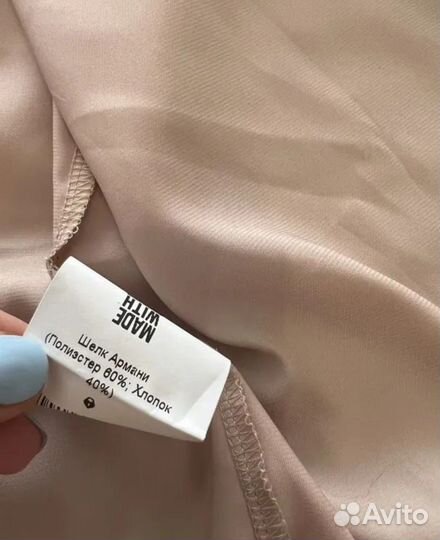 MADE
WITH
Шелк Армани
(Полиэстер 60%; Хлопок
40%)
Avito